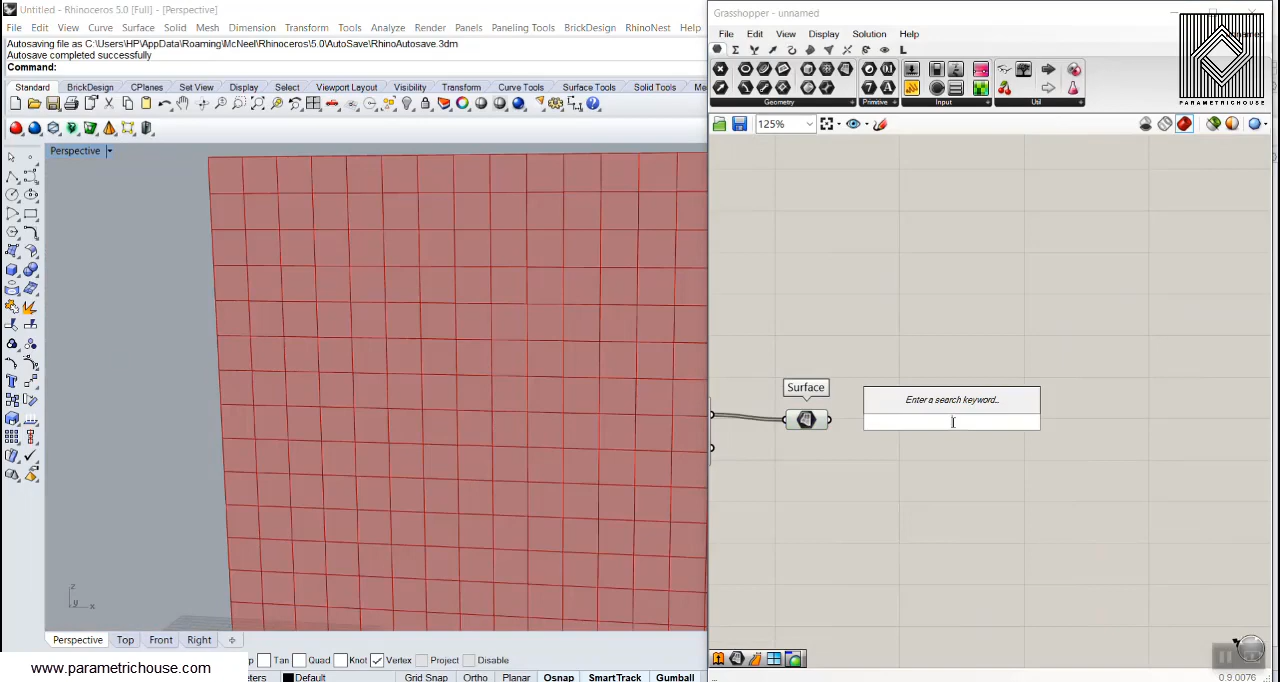 Untitled - Rhinoceros 5.0 [Full] - [Perspective]
File Edit View Curve Surface Solid Mesh Dimension Transform Tools Analyze Render Panels Paneling Tools BrickDesign RhinoNest Help
Autosaving file as C:\Users\HP\AppData\Roaming\McNeel\Rhinoceros\5.0\AutoSave\RhinoAutosave.3dm
Autosave completed successfully
Command:
Standard BrickDesign CPlanes Set View Display Select Viewport Layout Visibility Transform Curve Tools Surface Tools Solid Tools
Perspective
z
y x
Perspective Top Front Right
Tan Quad Knot Vertex Project Disable
Default Grid Snap Ortho Planar Osnap SmartTrack Gumball
www.parametrichouse.com
Grasshopper - unnamed
File Edit View Display Solution Help
Geometry Primitive Input Util
125%
Surface
Enter a search keyword...
PARAMETRICHOUSE
0.9.0076